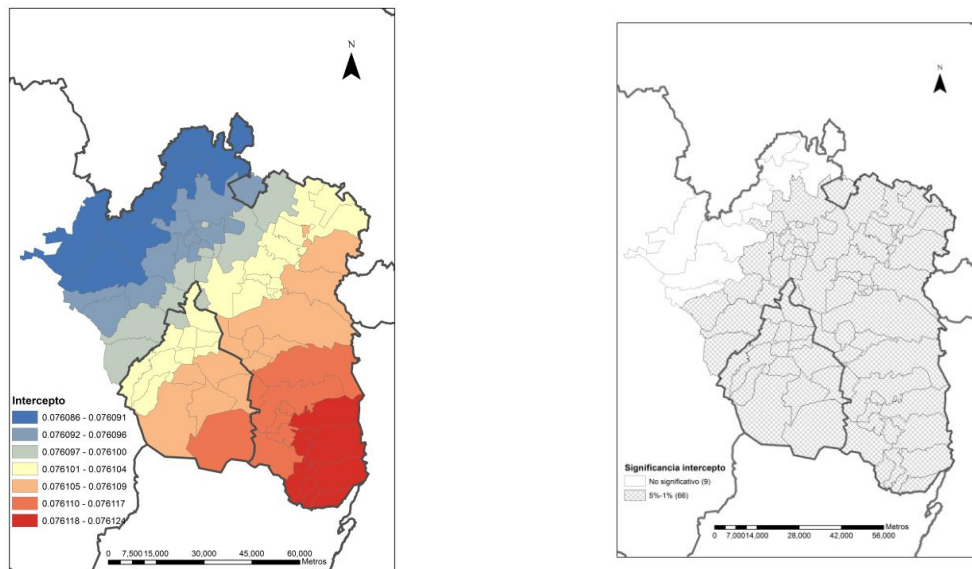 N
Intercepto
0.076086 - 0.076091
0.076092 - 0.076096
0.076097 - 0.076100
0.076101 - 0.076104
0.076105 - 0.076109
0.076110 - 0.076117
0.076118 - 0.076124
0 7,500 15,000 30,000 45,000 60,000
Metros
N
Significancia intercepto
No significativo (9)
5%-1% (66)
0 7,000 14,000 28,000 42,000 56,000
Metros